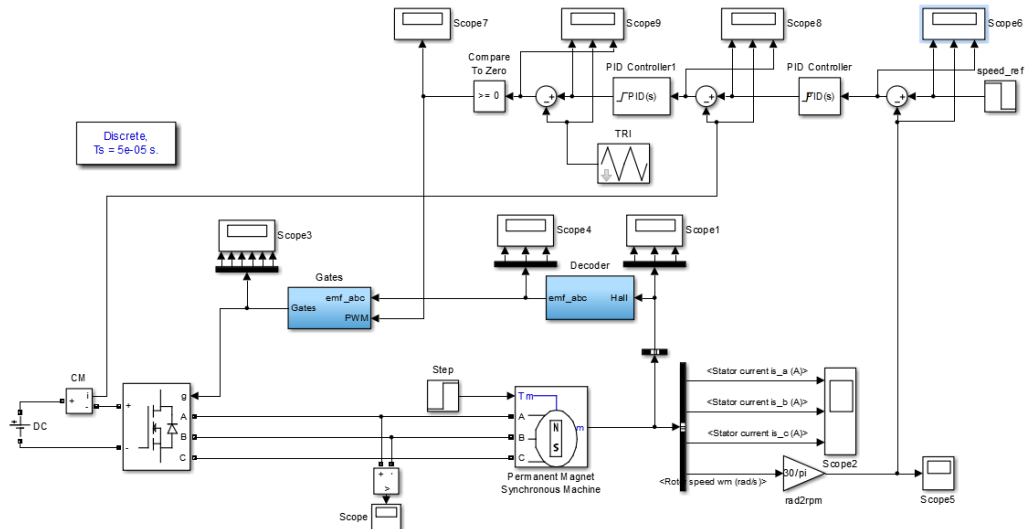 Scope7
Scope9
Scope8
Scope6
Compare
To Zero
PID Controller1
PID Controller
speed_ref
>= 0
PID(s)
PID(s)
Discrete,
Ts = 5e-05 s.
TRI
Scope3
Scope4
Scope1
Gates
Decoder
emf_abc
Gates
PWM
emf_abc
Hall
CM
i
+
-
Step
<Stator current is_a (A)>
<Stator current is_b (A)>
<Stator current is_c (A)>
DC
+
-
g
A
B
C
Tm
A
B
C
N
S
m
Scope2
+ -
v
Permanent Magnet
Synchronous Machine
<Rotor speed wm (rad/s)>
30/pi
rad2rpm
Scope5
Scope